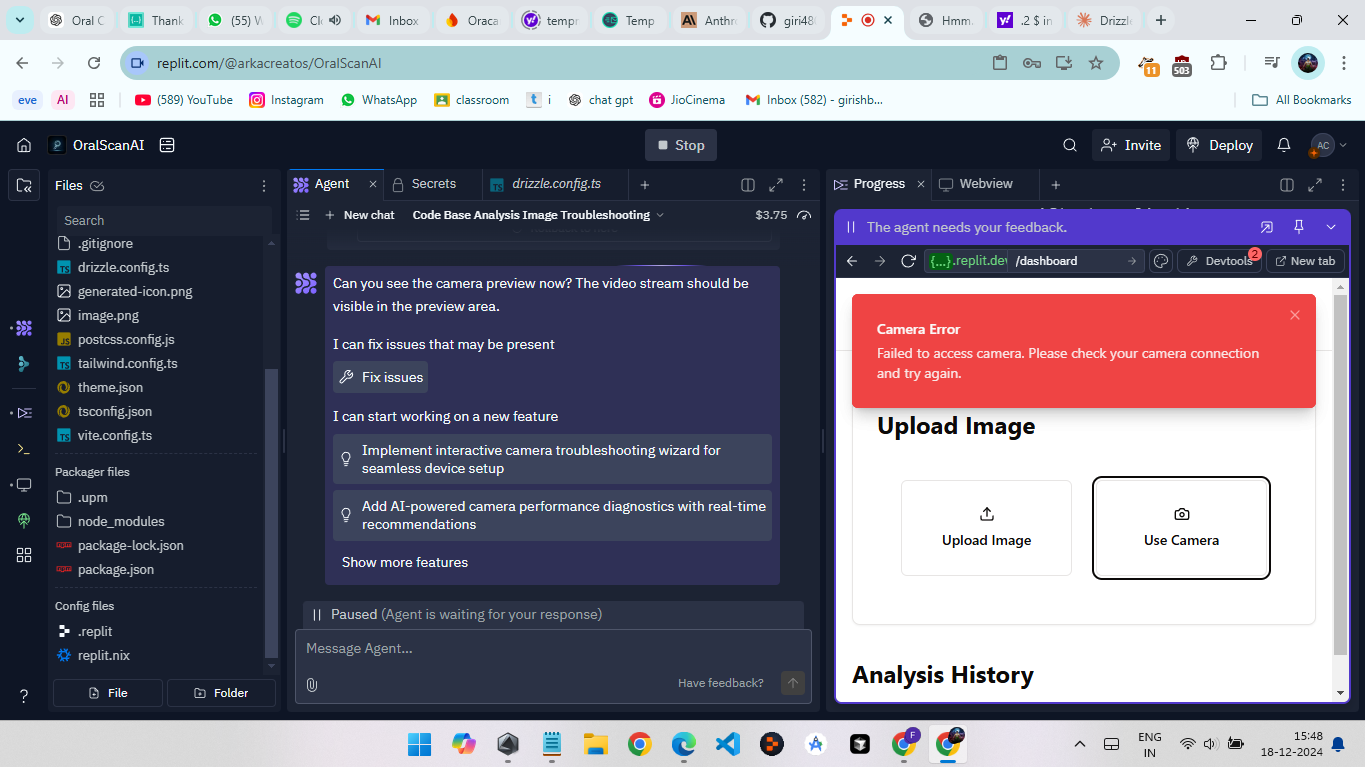 Oral C
Thank
(55) W
Cl
Inbox
Oraca
tempr
Temp
Anthr
giri48
Hmm.
.2 $ in
Drizzl
replit.com/@arkacreatos/OralScanAI
11
503
eve
AI
(589) YouTube
Instagram
WhatsApp
classroom
i
chat gpt
JioCinema
Inbox (582) - girishb...
All Bookmarks
OralScanAI
Stop
Invite
Deploy
AC
Files
Search
.gitignore
drizzle.config.ts
generated-icon.png
image.png
postcss.config.js
tailwind.config.ts
theme.json
tsconfig.json
vite.config.ts
Packager files
.upm
node_modules
package-lock.json
package.json
Config files
.replit
replit.nix
File
Folder
Agent
Secrets
drizzle.config.ts
New chat
Code Base Analysis Image Troubleshooting
$3.75
Can you see the camera preview now? The video stream should be
visible in the preview area.
I can fix issues that may be present
Fix issues
I can start working on a new feature
Implement interactive camera troubleshooting wizard for
seamless device setup
Add AI-powered camera performance diagnostics with real-time
recommendations
Show more features
Paused (Agent is waiting for your response)
Message Agent...
Have feedback?
Progress
Webview
The agent needs your feedback.
{...}.replit.dev
/dashboard
Devtools
2
New tab
Camera Error
Failed to access camera. Please check your camera connection
and try again.
Upload Image
Upload Image
Use Camera
Analysis History
ENG
IN
15:48
18-12-2024